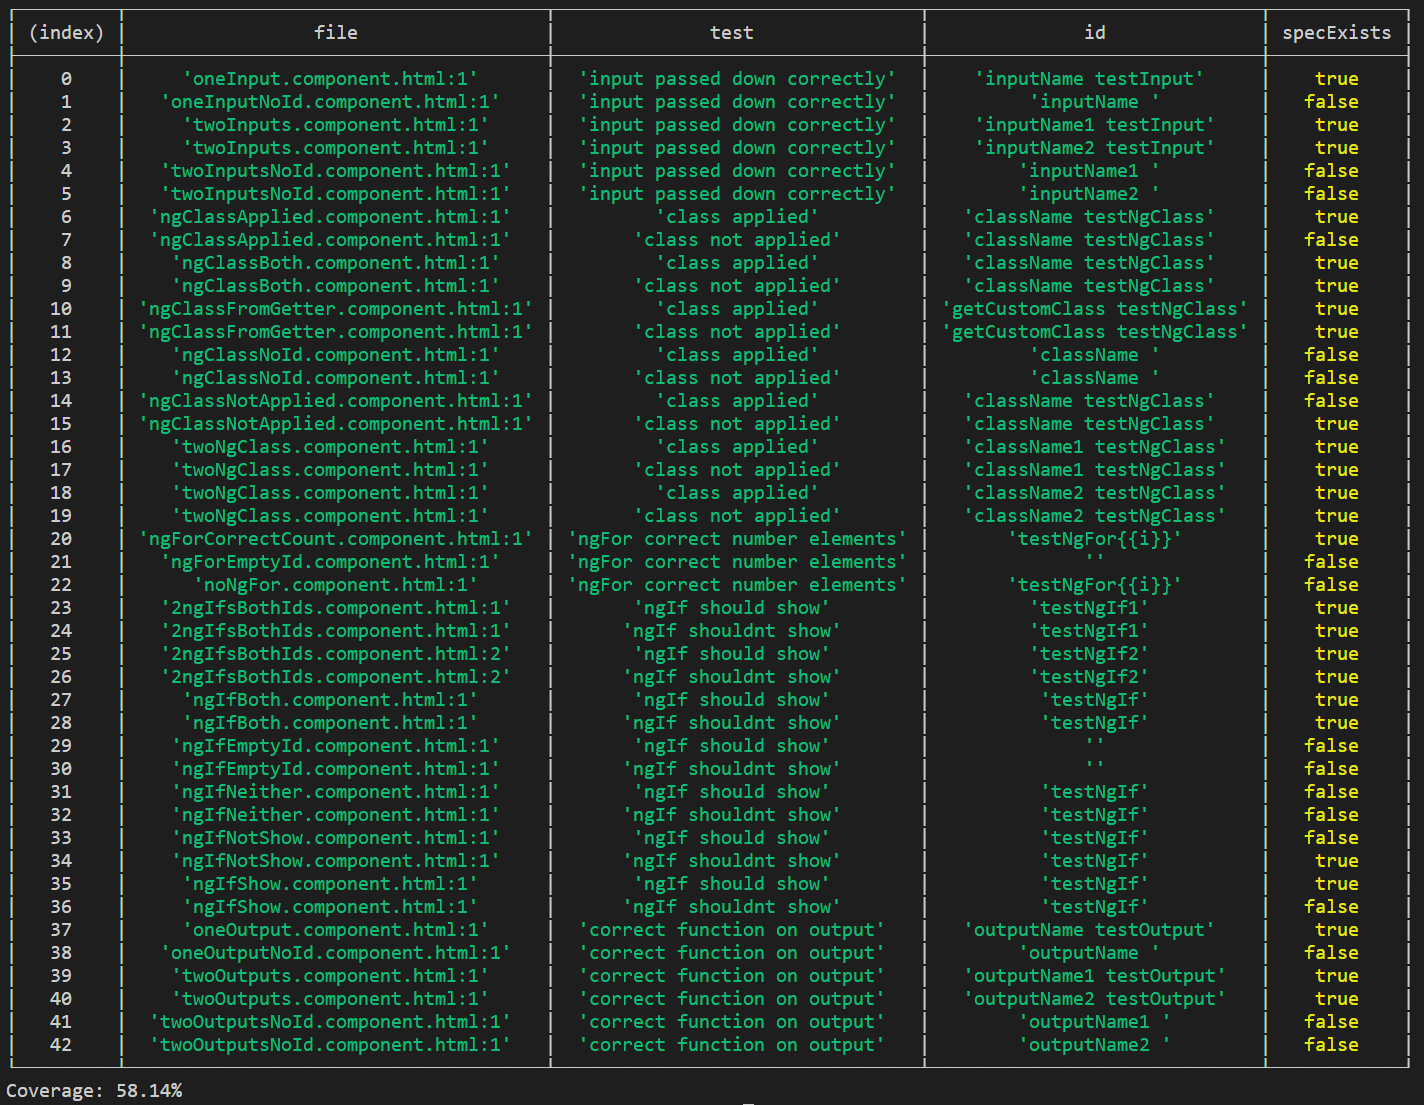 (index) file test id specExists
0 'oneInput.component.html:1' 'input passed down correctly' 'inputName testInput' true
1 'oneInputNoId.component.html:1' 'input passed down correctly' 'inputName ' false
2 'twoInputs.component.html:1' 'input passed down correctly' 'inputName1 testInput' true
3 'twoInputs.component.html:1' 'input passed down correctly' 'inputName2 testInput' true
4 'twoInputsNoId.component.html:1' 'input passed down correctly' 'inputName1 ' false
5 'twoInputsNoId.component.html:1' 'input passed down correctly' 'inputName2 ' false
6 'ngClassApplied.component.html:1' 'class applied' 'className testNgClass' true
7 'ngClassApplied.component.html:1' 'class not applied' 'className testNgClass' false
8 'ngClassBoth.component.html:1' 'class applied' 'className testNgClass' true
9 'ngClassBoth.component.html:1' 'class not applied' 'className testNgClass' true
10 'ngClassFromGetter.component.html:1' 'class applied' 'getCustomClass testNgClass' true
11 'ngClassFromGetter.component.html:1' 'class not applied' 'getCustomClass testNgClass' true
12 'ngClassNoId.component.html:1' 'class applied' 'className ' false
13 'ngClassNoId.component.html:1' 'class not applied' 'className ' false
14 'ngClassNotApplied.component.html:1' 'class applied' 'className testNgClass' false
15 'ngClassNotApplied.component.html:1' 'class not applied' 'className testNgClass' true
16 'twoNgClass.component.html:1' 'class applied' 'className1 testNgClass' true
17 'twoNgClass.component.html:1' 'class not applied' 'className1 testNgClass' true
18 'twoNgClass.component.html:1' 'class applied' 'className2 testNgClass' true
19 'twoNgClass.component.html:1' 'class not applied' 'className2 testNgClass' true
20 'ngForCorrectCount.component.html:1' 'ngFor correct number elements' 'testNgFor{{i}}' true
21 'ngForEmptyId.component.html:1' 'ngFor correct number elements' '' false
22 'noNgFor.component.html:1' 'ngFor correct number elements' 'testNgFor{{i}}' false
23 '2ngIfsBothIds.component.html:1' 'ngIf should show' 'testNgIf1' true
24 '2ngIfsBothIds.component.html:1' 'ngIf shouldnt show' 'testNgIf1' true
25 '2ngIfsBothIds.component.html:2' 'ngIf should show' 'testNgIf2' true
26 '2ngIfsBothIds.component.html:2' 'ngIf shouldnt show' 'testNgIf2' true
27 'ngIfBoth.component.html:1' 'ngIf should show' 'testNgIf' true
28 'ngIfBoth.component.html:1' 'ngIf shouldnt show' 'testNgIf' true
29 'ngIfEmptyId.component.html:1' 'ngIf should show' '' false
30 'ngIfEmptyId.component.html:1' 'ngIf shouldnt show' '' false
31 'ngIfNeither.component.html:1' 'ngIf should show' 'testNgIf' false
32 'ngIfNeither.component.html:1' 'ngIf shouldnt show' 'testNgIf' false
33 'ngIfNotShow.component.html:1' 'ngIf should show' 'testNgIf' false
34 'ngIfNotShow.component.html:1' 'ngIf shouldnt show' 'testNgIf' true
35 'ngIfShow.component.html:1' 'ngIf should show' 'testNgIf' true
36 'ngIfShow.component.html:1' 'ngIf shouldnt show' 'testNgIf' false
37 'oneOutput.component.html:1' 'correct function on output' 'outputName testOutput' true
38 'oneOutputNoId.component.html:1' 'correct function on output' 'outputName ' false
39 'twoOutputs.component.html:1' 'correct function on output' 'outputName1 testOutput' true
40 'twoOutputs.component.html:1' 'correct function on output' 'outputName2 testOutput' true
41 'twoOutputsNoId.component.html:1' 'correct function on output' 'outputName1 ' false
42 'twoOutputsNoId.component.html:1' 'correct function on output' 'outputName2 ' false
Coverage: 58.14%